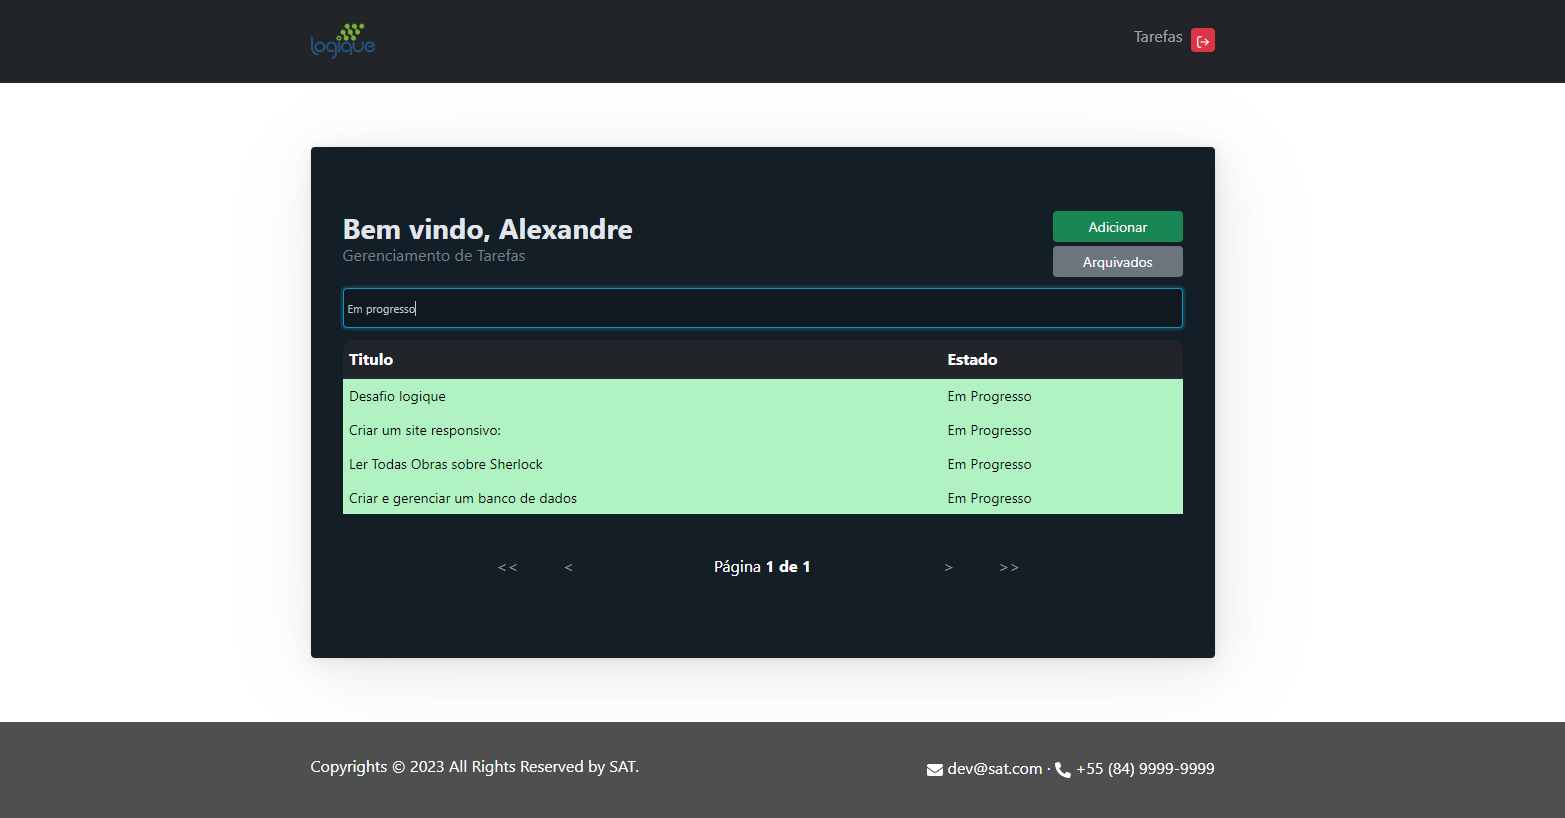 logique
Tarefas
Bem vindo, Alexandre
Gerenciamento de Tarefas
Adicionar
Arquivados
Em progresso
Titulo Estado
Desafio logique Em Progresso
Criar um site responsivo: Em Progresso
Ler Todas Obras sobre Sherlock Em Progresso
Criar e gerenciar um banco de dados Em Progresso
<< < Página 1 de 1 > >>
Copyrights © 2023 All Rights Reserved by SAT.
dev@sat.com · +55 (84) 9999-9999